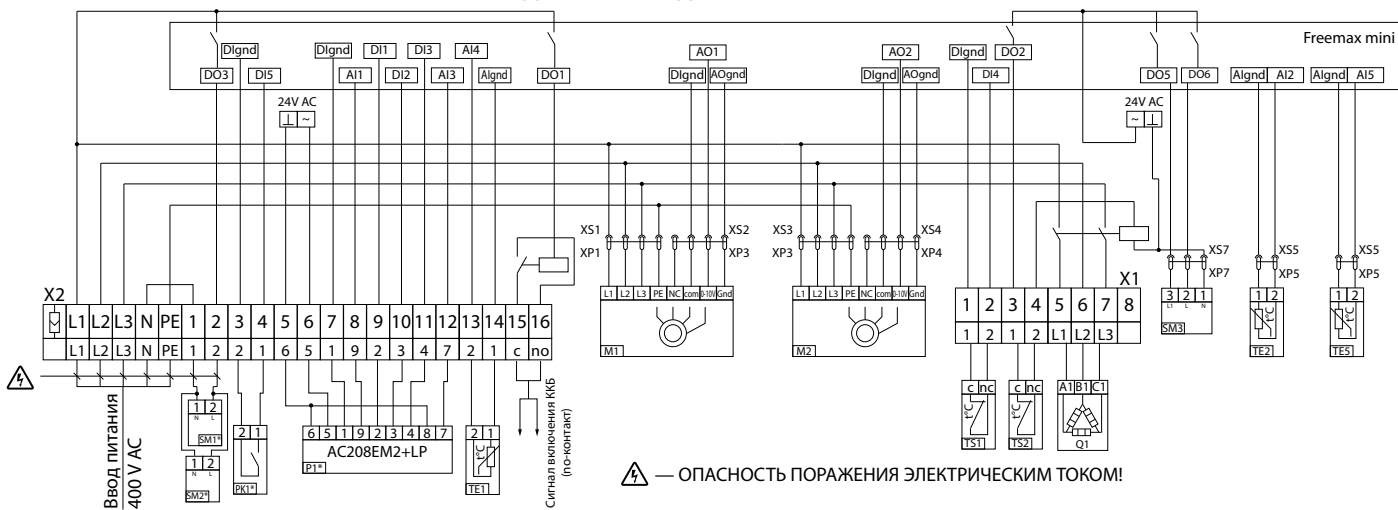 Freemax mini
DIgnd DIgnd DI1 DI3 AI4 AO1 AO2 DIgnd DO2
DO3 DI5 AI1 DI2 AI3 AIgnd DO1 DIgnd AOgnd DIgnd AOgnd DI4 DO5 DO6 AIgnd AI2 AIgnd AI5
24V AC 24V AC
⊥ ~ ~ ⊥
XS1 XS2 XS3 XS4 XS7 XS5 XS5
XP1 XP3 XP3 XP4 XP7 XP5 XP5
X2 X1
L1 L2 L3 N PE 1 2 3 4 5 6 7 8 9 10 11 12 13 14 15 16
L1 L2 L3 N PE 1 2 2 1 6 5 1 9 2 3 4 7 2 1 c no
L1 L2 L3 PE NC com 0-10V Gnd
M1
L1 L2 L3 PE NC com 0-10V Gnd
M2
1 2 3 4 5 6 7 8
1 2 1 2 L1 L2 L3
3 2 1
L1 L N
SM3
1 2
t°C
TE2
1 2
t°C
TE5
Ввод питания
400 V AC
1 2
N L
SM1*
1 2
N L
SM2*
2 1
PK1*
6 5 1 9 2 3 4 8 7
AC208EM2+LP
P1*
2 1
t°C
TE1
Сигнал включения ККБ
(no-контакт)
c nc
t°C
TS1
c nc
t°C
TS2
A1 B1 C1
Q1
— ОПАСНОСТЬ ПОРАЖЕНИЯ ЭЛЕКТРИЧЕСКИМ ТОКОМ!